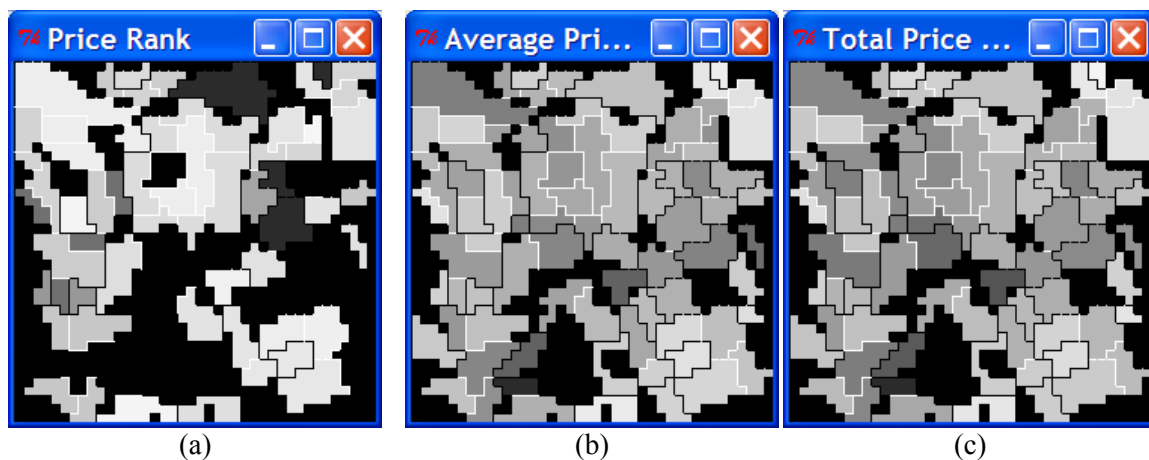 Price Rank
Average Pri...
Total Price ...
(a)
(b)
(c)